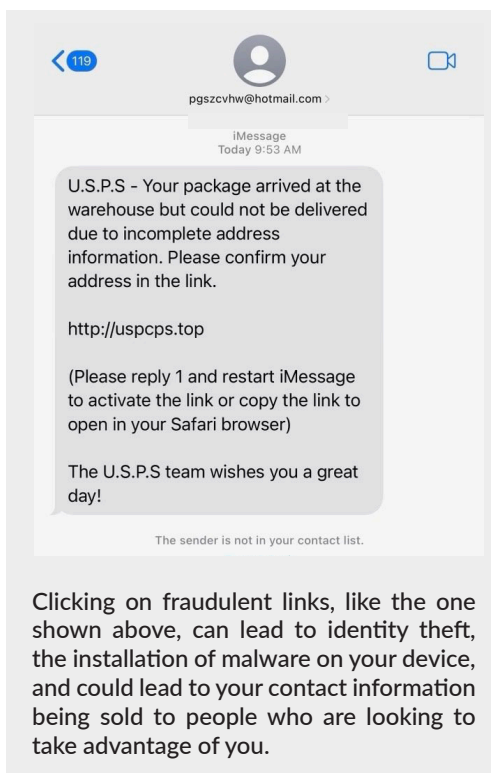 119
pgszcvhw@hotmail.com >
iMessage
Today 9:53 AM
U.S.P.S - Your package arrived at the
warehouse but could not be delivered
due to incomplete address
information. Please confirm your
address in the link.
http://uspcps.top
(Please reply 1 and restart iMessage
to activate the link or copy the link to
open in your Safari browser)
The U.S.P.S team wishes you a great
day!
The sender is not in your contact list.
Clicking on fraudulent links, like the one
shown above, can lead to identity theft,
the installation of malware on your device,
and could lead to your contact information
being sold to people who are looking to
take advantage of you.